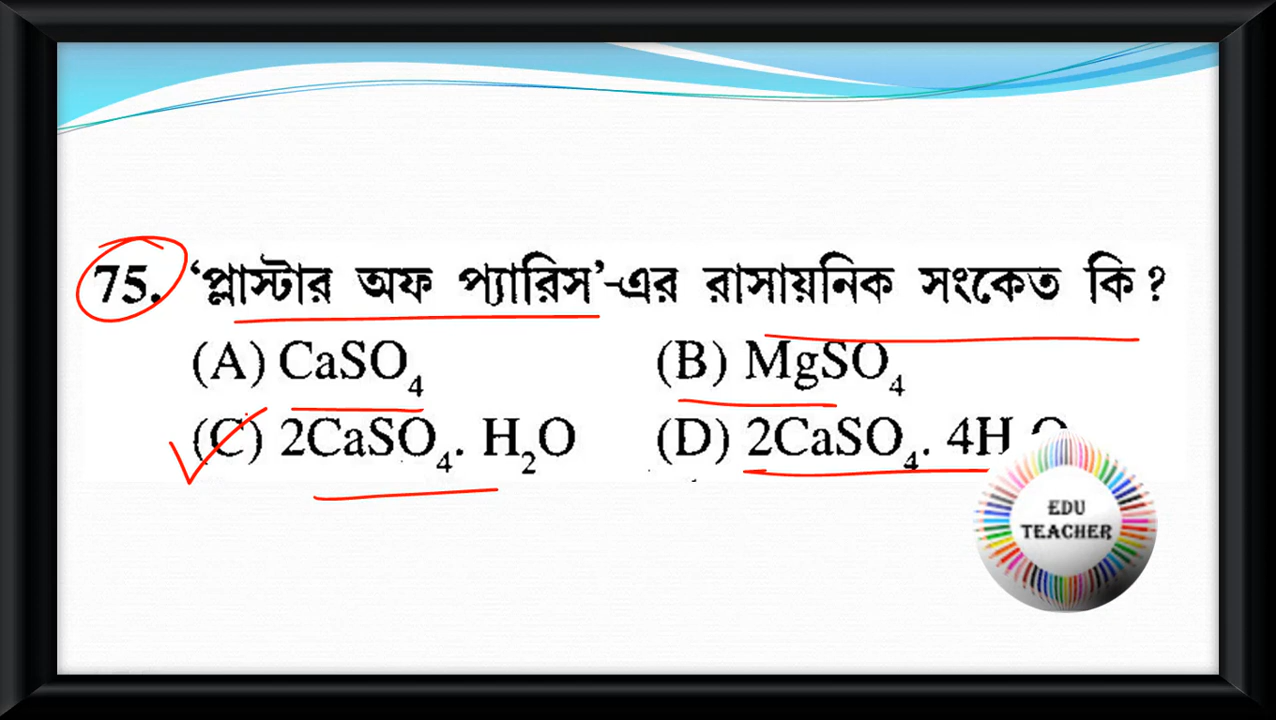 75. ‘প্লাস্টার অফ প্যারিস’-এর রাসায়নিক সংকেত কি ?
(A) CaSO₄ (B) MgSO₄
(C) 2CaSO₄. H₂O (D) 2CaSO₄. 4H O
EDU
TEACHER